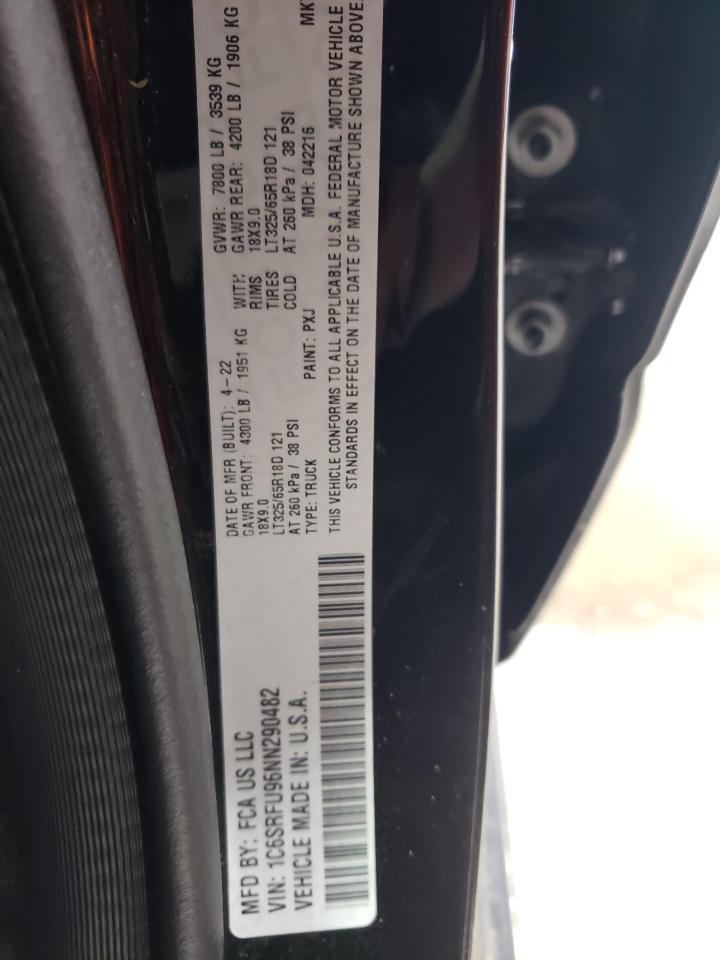 MFD BY: FCA US LLC
VIN: 1C6SRFU96NN290482
VEHICLE MADE IN: U.S.A.
DATE OF MFR (BUILT): 4-22 GVWR: 7800 LB / 3539 KG
GAWR FRONT: 4300 LB / 1951 KG WITH: GAWR REAR: 4200 LB / 1906 KG
18X9.0 RIMS 18X9.0
LT325/65R18D 121 TIRES LT325/65R18D 121
AT 260 kPa / 38 PSI COLD AT 260 kPa / 38 PSI
TYPE: TRUCK PAINT: PXJ MDH: 042216
THIS VEHICLE CONFORMS TO ALL APPLICABLE U.S.A. FEDERAL MOTOR VEHICLE
STANDARDS IN EFFECT ON THE DATE OF MANUFACTURE SHOWN ABOVE.